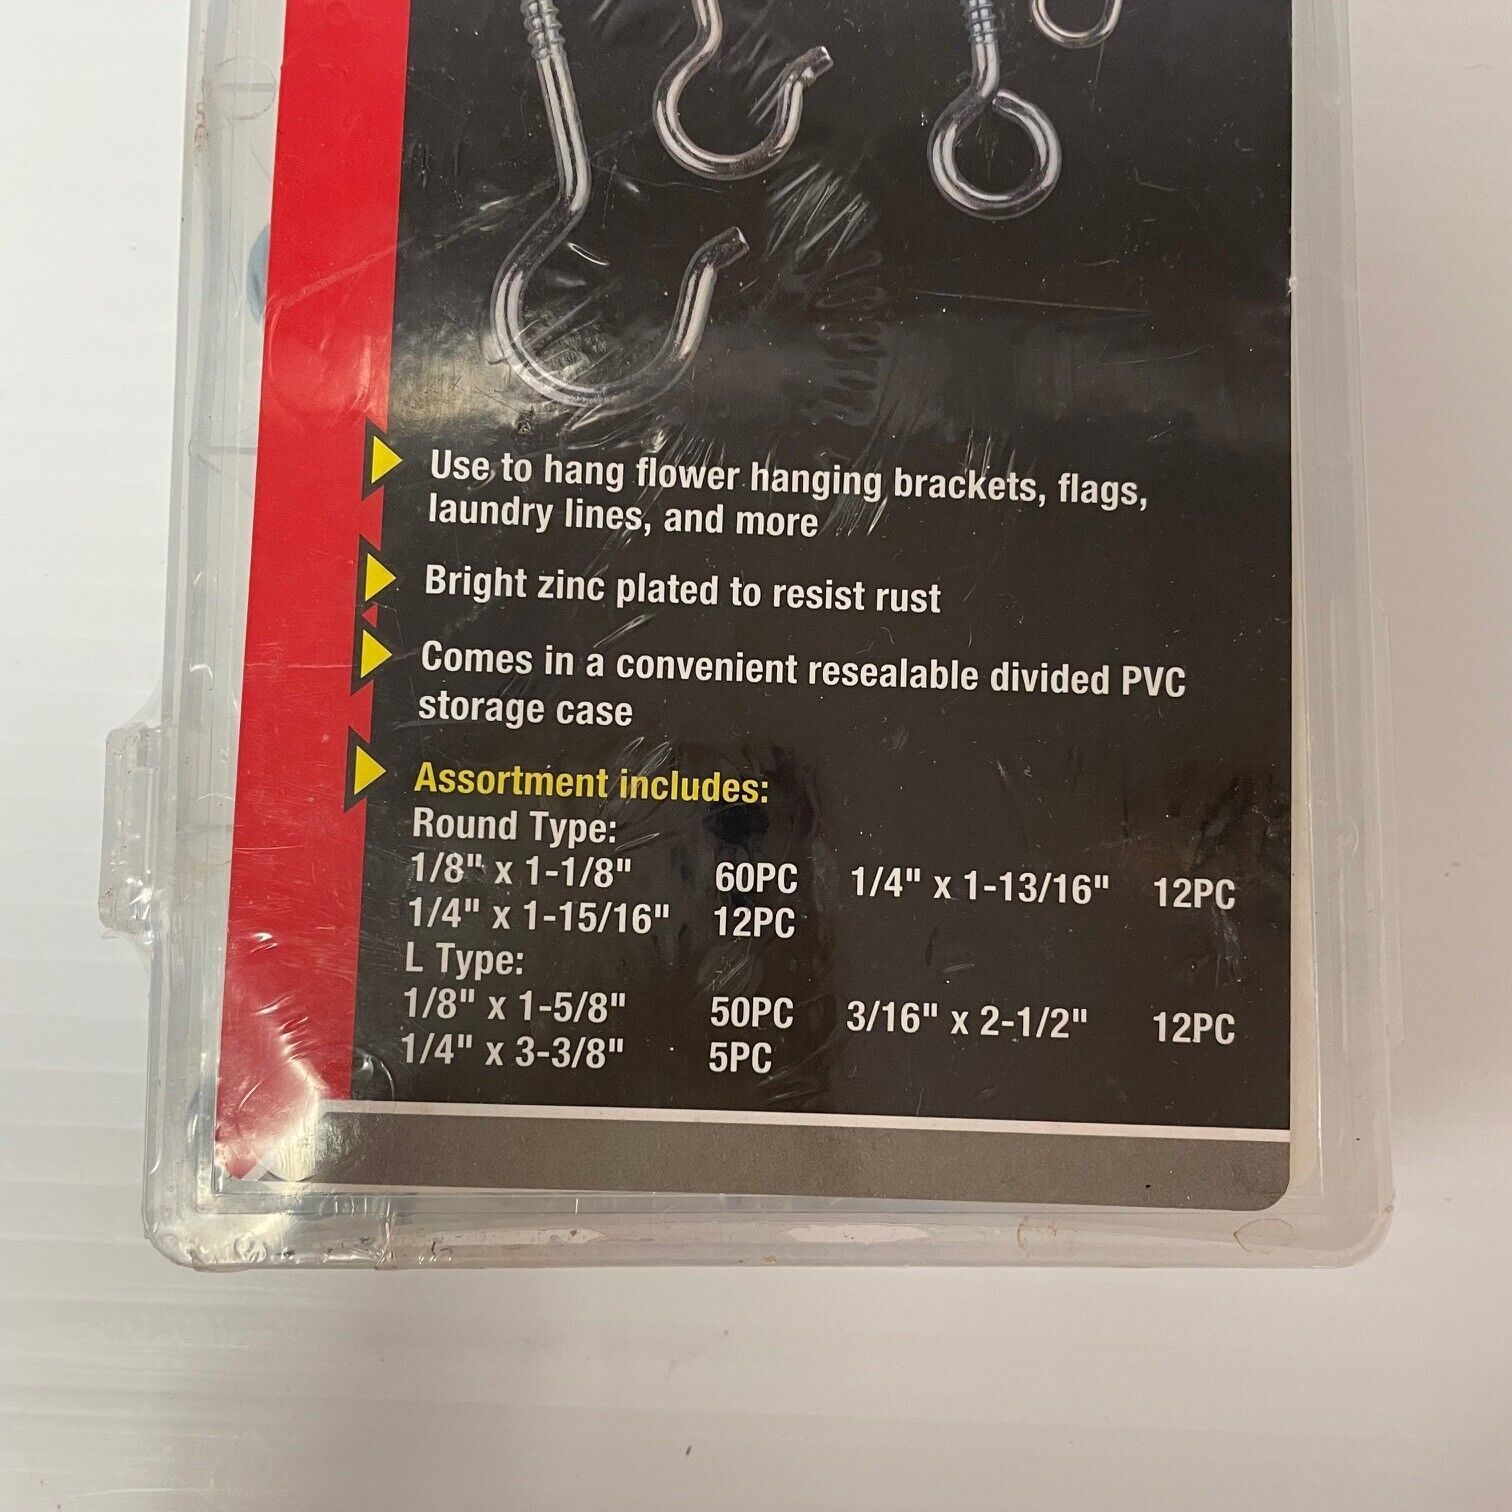 Use to hang flower hanging brackets, flags,
laundry lines, and more
Bright zinc plated to resist rust
Comes in a convenient resealable divided PVC
storage case
Assortment includes:
Round Type:
1/8" x 1-1/8" 60PC 1/4" x 1-13/16" 12PC
1/4" x 1-15/16" 12PC
L Type:
1/8" x 1-5/8" 50PC 3/16" x 2-1/2" 12PC
1/4" x 3-3/8" 5PC